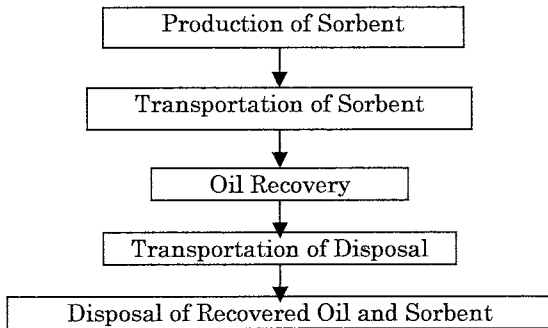 Production of Sorbent
Transportation of Sorbent
Oil Recovery
Transportation of Disposal
Disposal of Recovered Oil and Sorbent